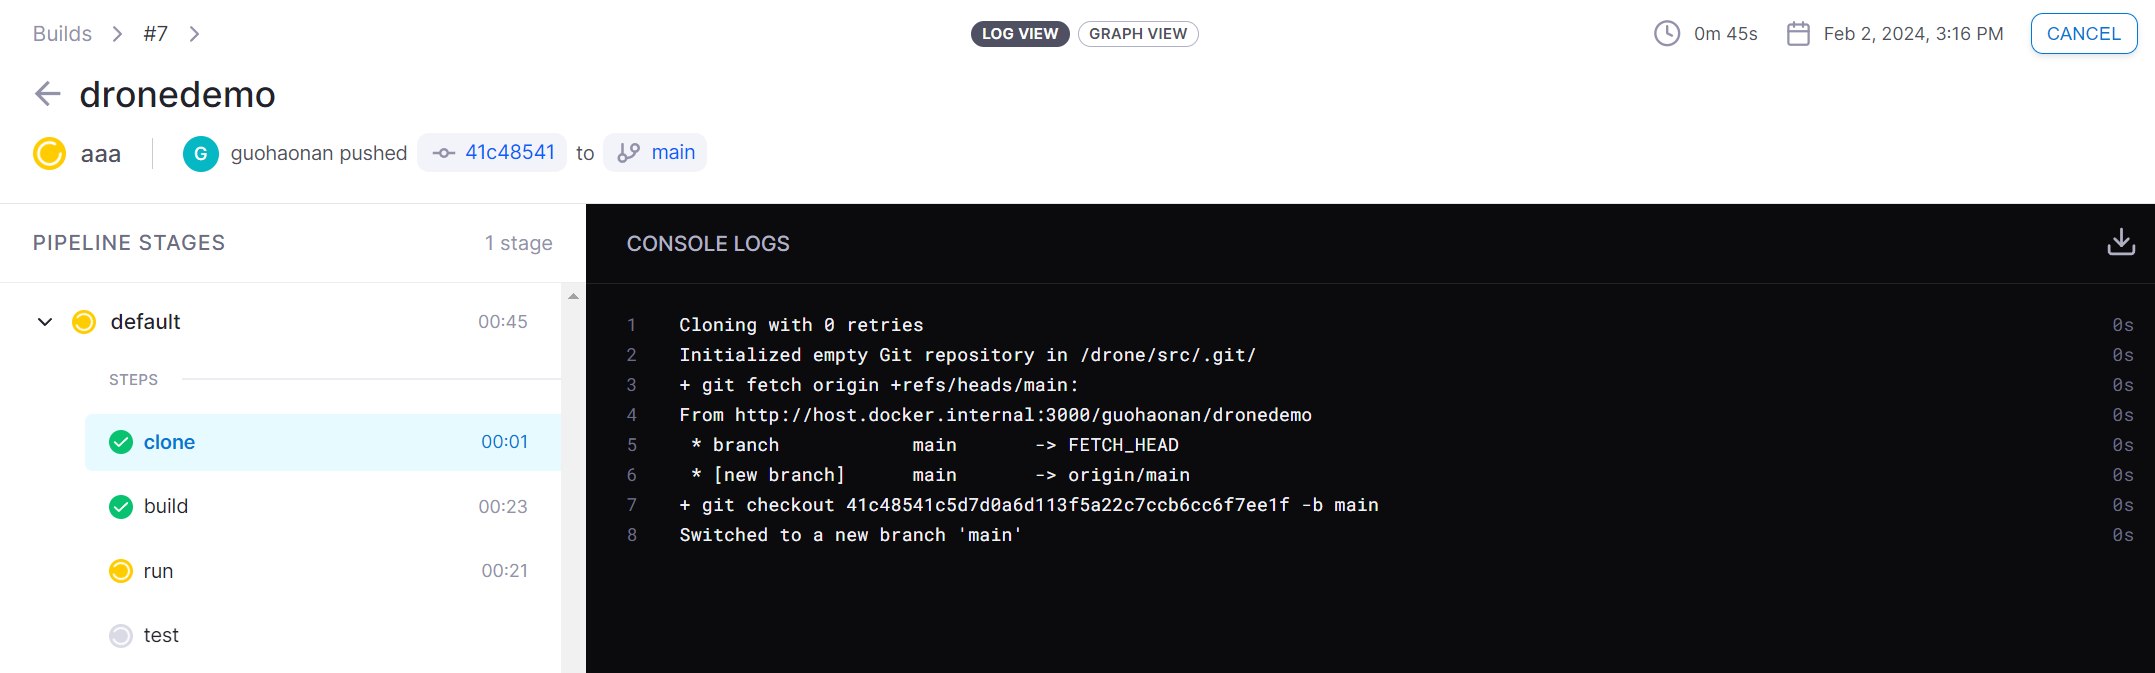 Builds > #7 >
LOG VIEW GRAPH VIEW
0m 45s Feb 2, 2024, 3:16 PM CANCEL
dronedemo
aaa G guohaonan pushed 41c48541 to main
PIPELINE STAGES 1 stage
default 00:45
STEPS
clone 00:01
build 00:23
run 00:21
test
CONSOLE LOGS
1 Cloning with 0 retries 0s
2 Initialized empty Git repository in /drone/src/.git/ 0s
3 + git fetch origin +refs/heads/main: 0s
4 From http://host.docker.internal:3000/guohaonan/dronedemo 0s
5 * branch main -> FETCH_HEAD 0s
6 * [new branch] main -> origin/main 0s
7 + git checkout 41c48541c5d7d0a6d113f5a22c7ccb6cc6f7ee1f -b main 0s
8 Switched to a new branch 'main' 0s